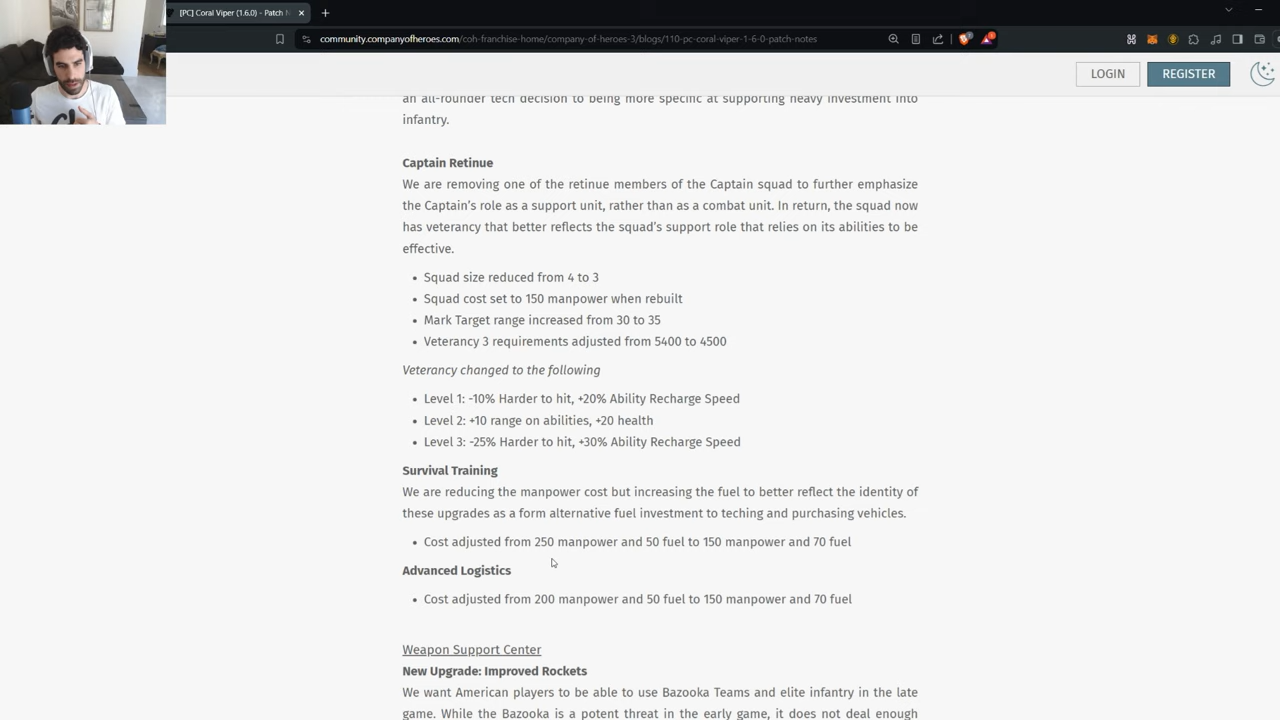 [PC] Coral Viper (1.6.0) - Patch N
community.companyofheroes.com/coh-franchise-home/company-of-heroes-3/blogs/110-pc-coral-viper-1-6-0-patch-notes
LOGIN
REGISTER
an all-rounder tech decision to being more specific at supporting heavy investment into
infantry.
Captain Retinue
We are removing one of the retinue members of the Captain squad to further emphasize
the Captain's role as a support unit, rather than as a combat unit. In return, the squad now
has veterancy that better reflects the squad's support role that relies on its abilities to be
effective.
• Squad size reduced from 4 to 3
• Squad cost set to 150 manpower when rebuilt
• Mark Target range increased from 30 to 35
• Veterancy 3 requirements adjusted from 5400 to 4500
Veterancy changed to the following
• Level 1: -10% Harder to hit, +20% Ability Recharge Speed
• Level 2: +10 range on abilities, +20 health
• Level 3: -25% Harder to hit, +30% Ability Recharge Speed
Survival Training
We are reducing the manpower cost but increasing the fuel to better reflect the identity of
these upgrades as a form alternative fuel investment to teching and purchasing vehicles.
• Cost adjusted from 250 manpower and 50 fuel to 150 manpower and 70 fuel
Advanced Logistics
• Cost adjusted from 200 manpower and 50 fuel to 150 manpower and 70 fuel
Weapon Support Center
New Upgrade: Improved Rockets
We want American players to be able to use Bazooka Teams and elite infantry in the late
game. While the Bazooka is a potent threat in the early game, it does not deal enough